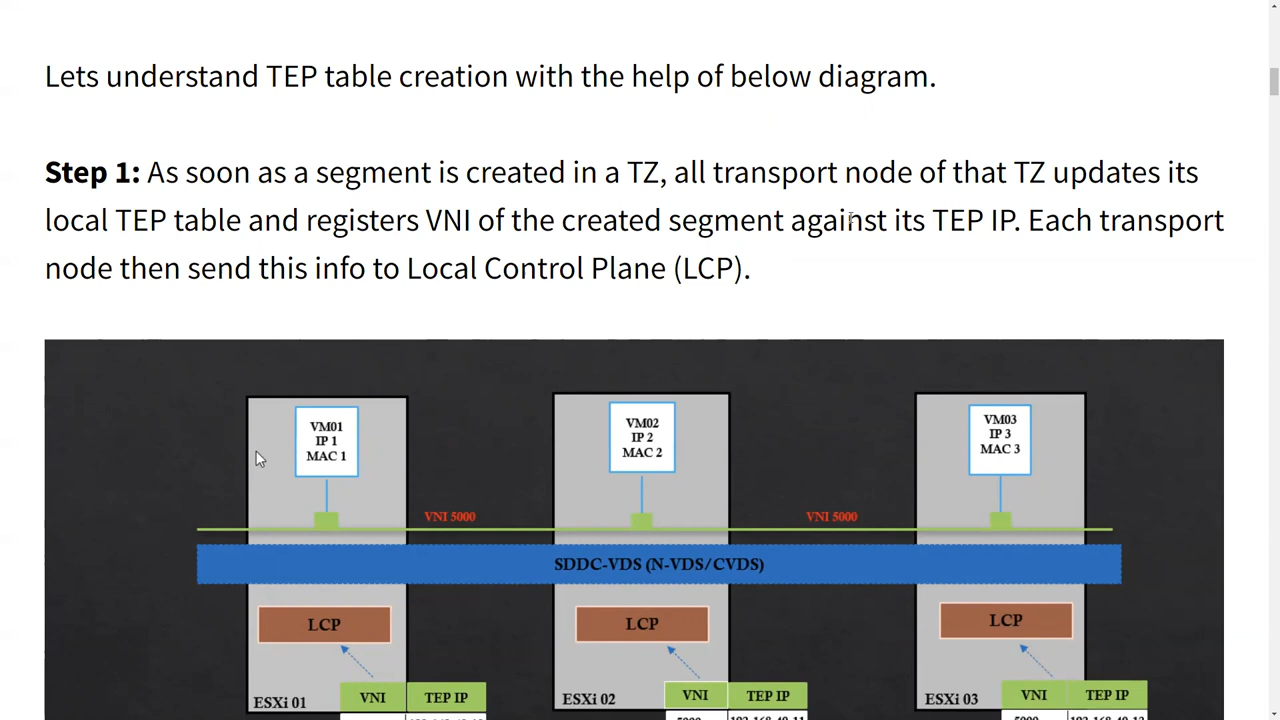 Lets understand TEP table creation with the help of below diagram.
Step 1: As soon as a segment is created in a TZ, all transport node of that TZ updates its
local TEP table and registers VNI of the created segment against its TEP IP. Each transport
node then send this info to Local Control Plane (LCP).
VM01
IP 1
MAC 1
VM02
IP 2
MAC 2
VM03
IP 3
MAC 3
VNI 5000
VNI 5000
SDDC-VDS (N-VDS/CVDS)
LCP
LCP
LCP
ESXi 01
VNI TEP IP
ESXi 02
VNI TEP IP
ESXi 03
VNI TEP IP